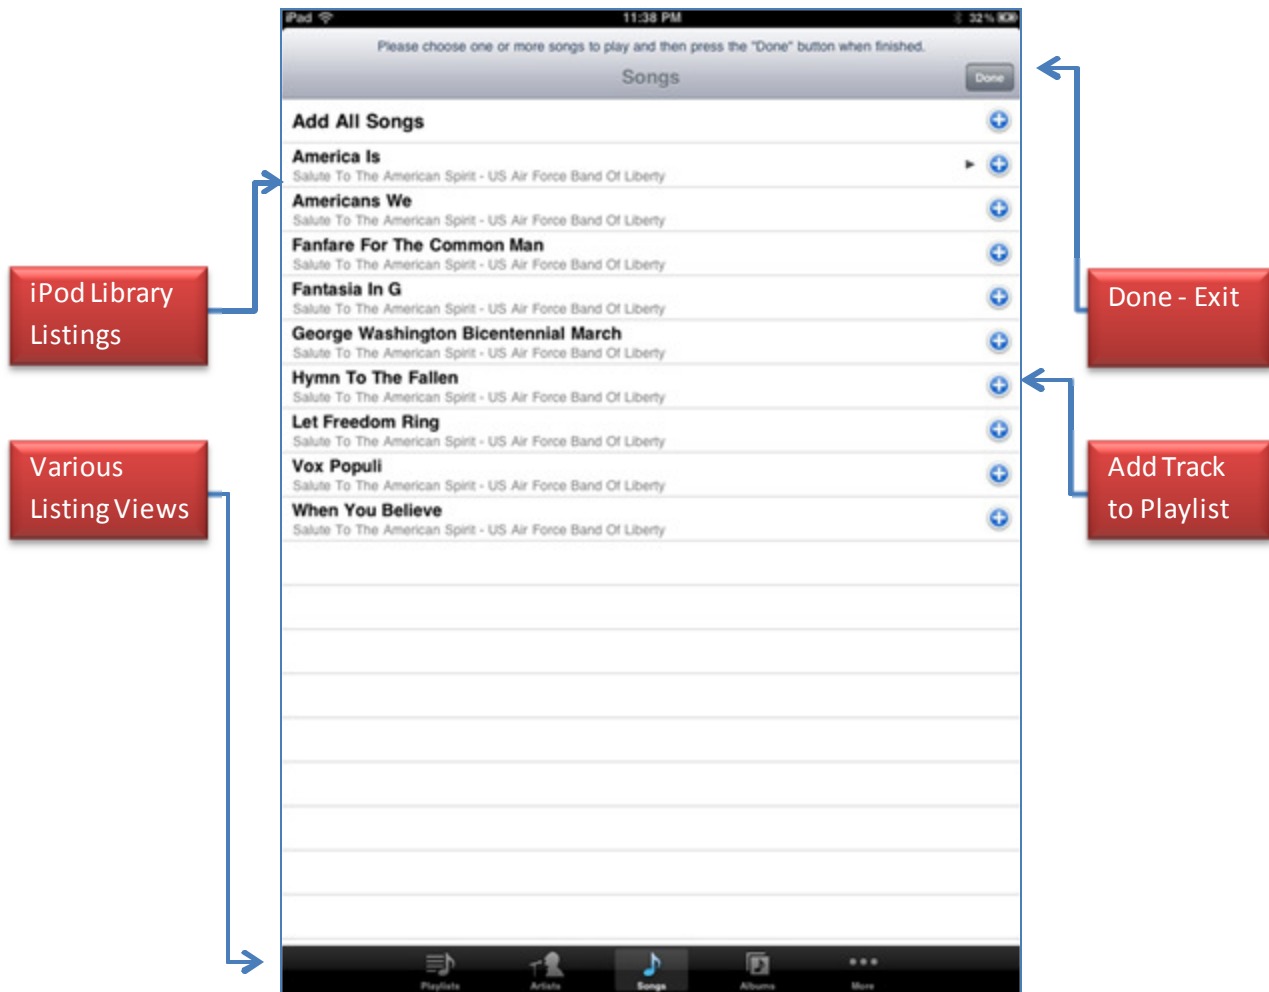 iPad
11:38 PM
32%
Please choose one or more songs to play and then press the "Done" button when finished.
Songs
Done
Add All Songs
America Is
Salute To The American Spirit - US Air Force Band Of Liberty
Americans We
Salute To The American Spirit - US Air Force Band Of Liberty
Fanfare For The Common Man
Salute To The American Spirit - US Air Force Band Of Liberty
Fantasia In G
Salute To The American Spirit - US Air Force Band Of Liberty
George Washington Bicentennial March
Salute To The American Spirit - US Air Force Band Of Liberty
Hymn To The Fallen
Salute To The American Spirit - US Air Force Band Of Liberty
Let Freedom Ring
Salute To The American Spirit - US Air Force Band Of Liberty
Vox Populi
Salute To The American Spirit - US Air Force Band Of Liberty
When You Believe
Salute To The American Spirit - US Air Force Band Of Liberty
Playlists
Artists
Songs
Albums
More
iPod Library
Listings
Various
Listing Views
Done - Exit
Add Track
to Playlist